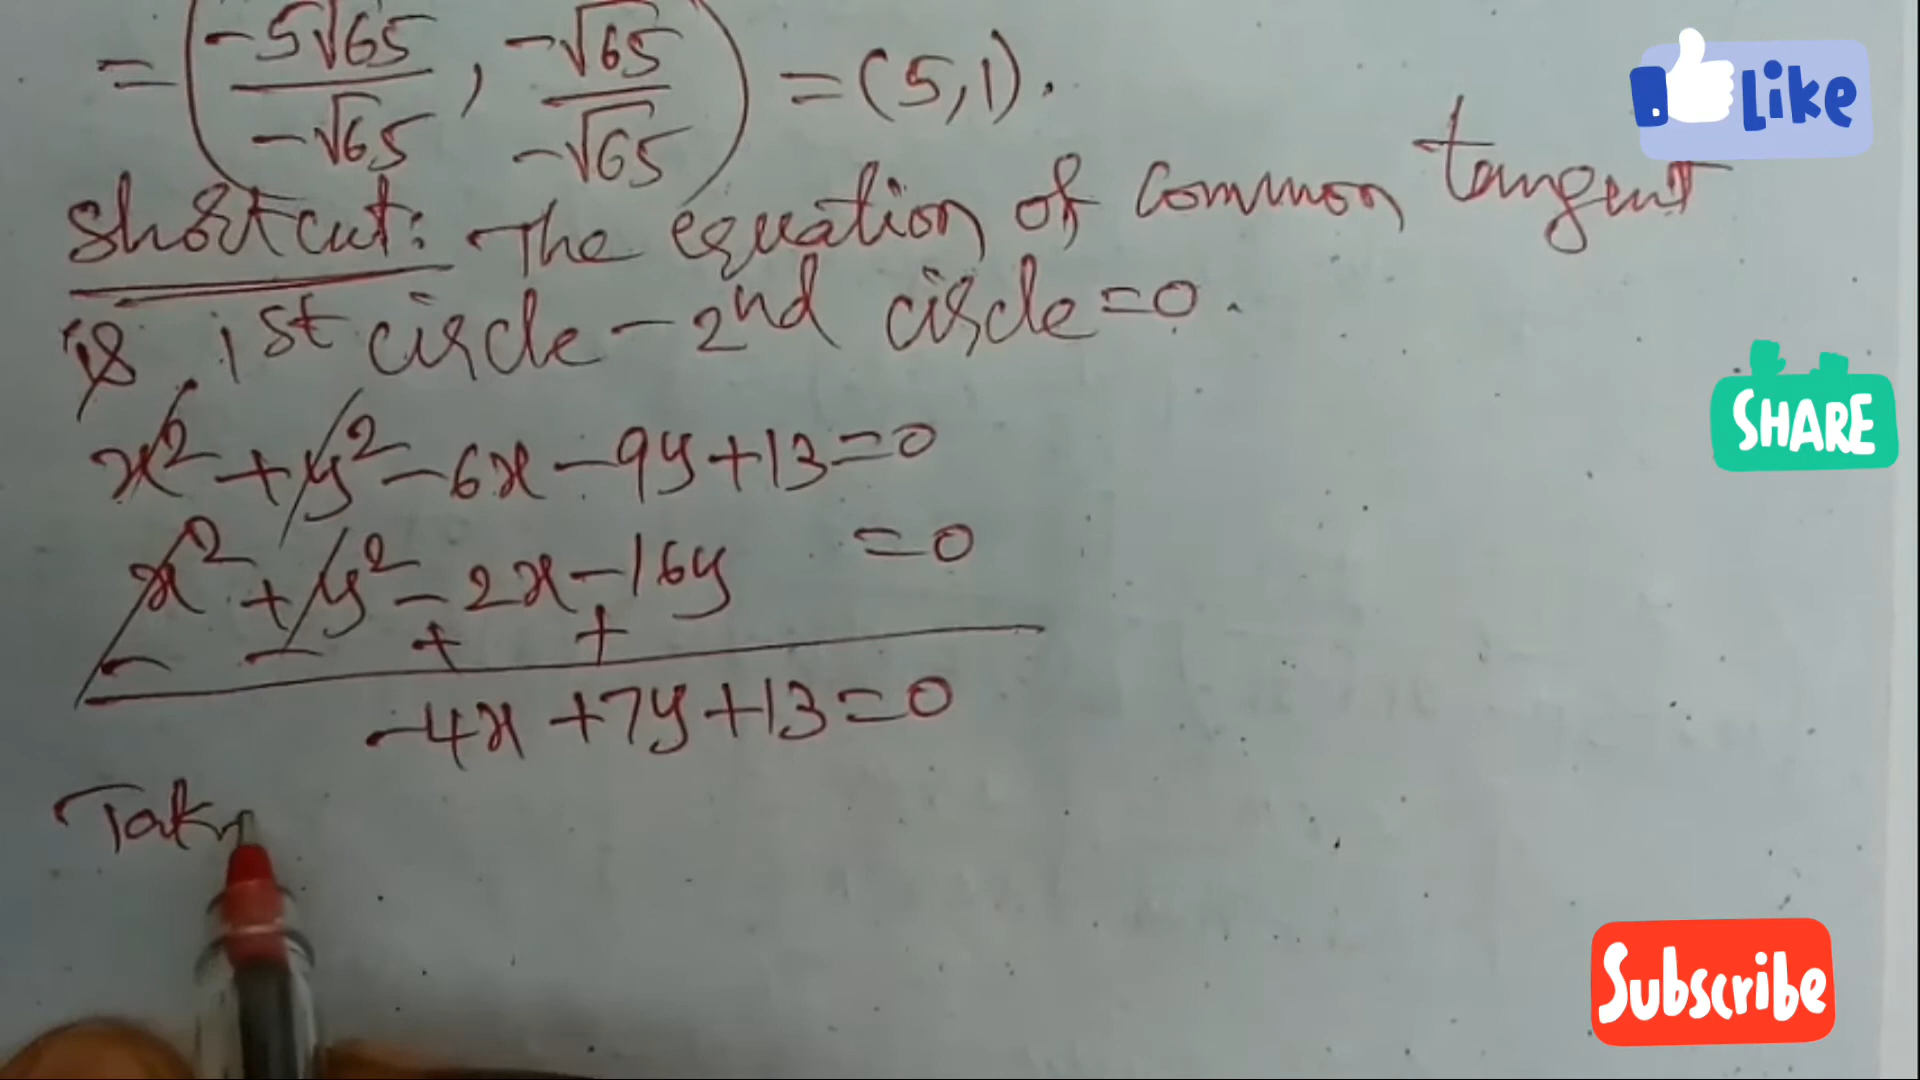 = (-5√65/-√65, -√65/-√65) = (5,1).
Like
Shortcut: The equation of common tangent
is 1st circle - 2nd circle = 0.
SHARE
x² + y² - 6x - 9y + 13 = 0
x² + y² - 2x - 16y = 0
- - + +
-4x + 7y + 13 = 0
Take
Subscribe